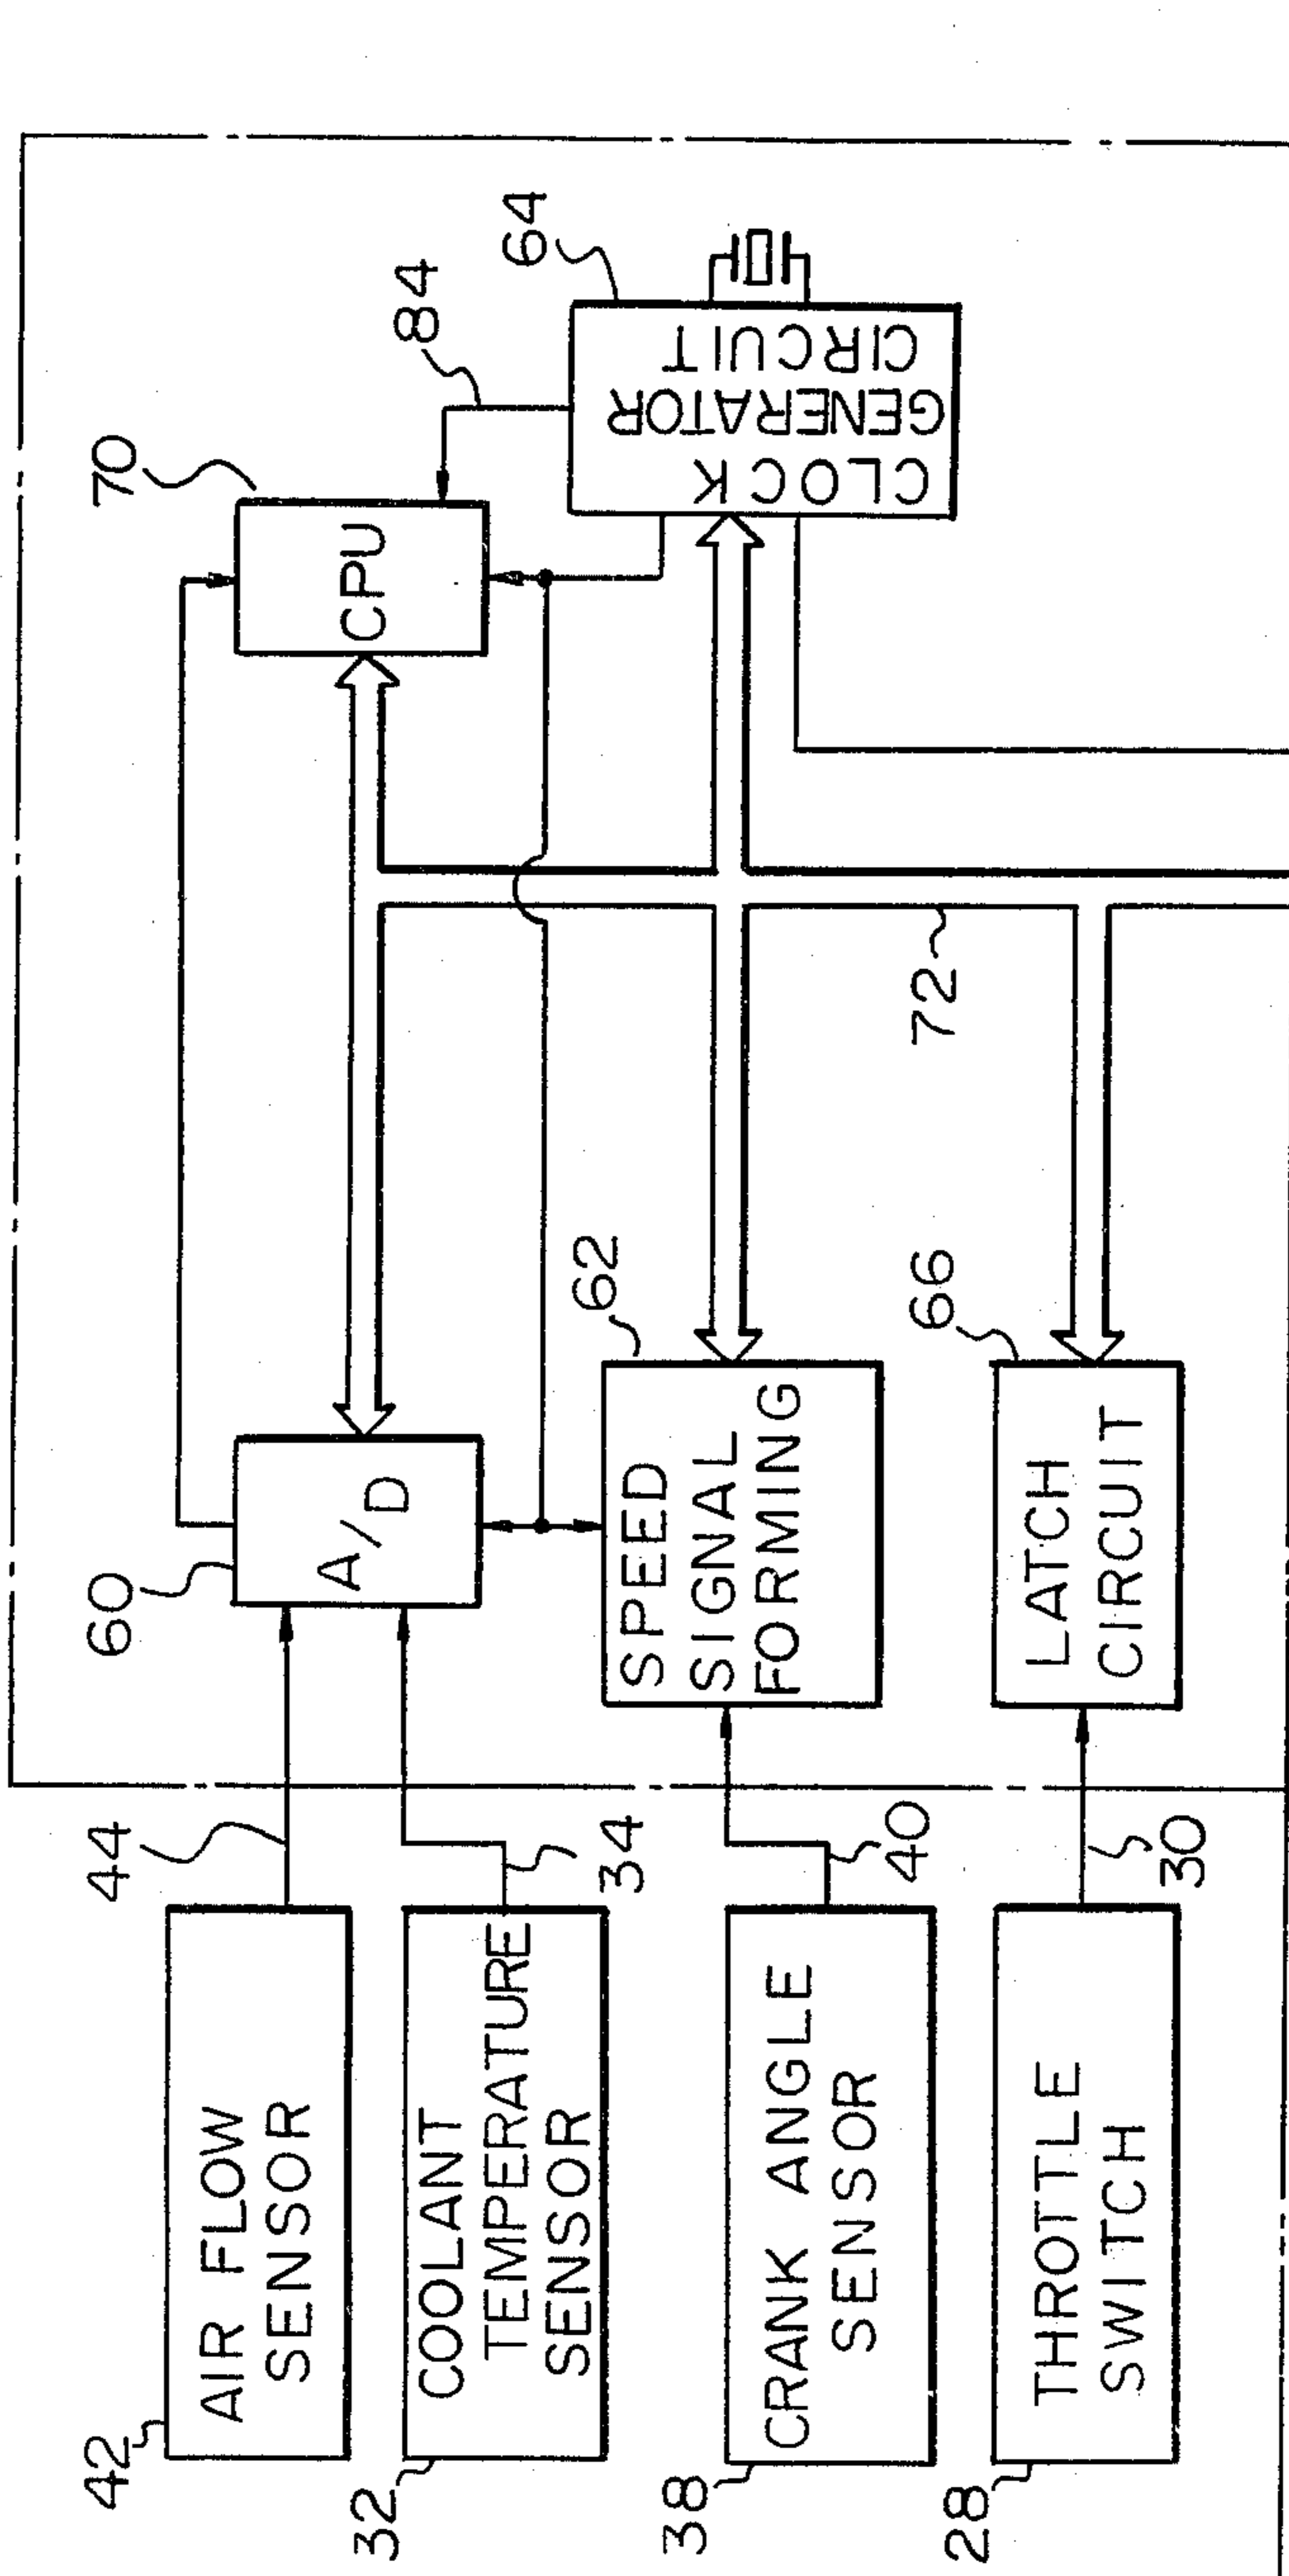 42
AIR FLOW
SENSOR
44
32
COOLANT
TEMPERATURE
SENSOR
34
38
CRANK ANGLE
SENSOR
40
28
THROTTLE
SWITCH
30
60
A/D
62
SPEED
SIGNAL
FORMING
66
LATCH
CIRCUIT
72
70
CPU
84
64
CLOCK
GENERATOR
CIRCUIT